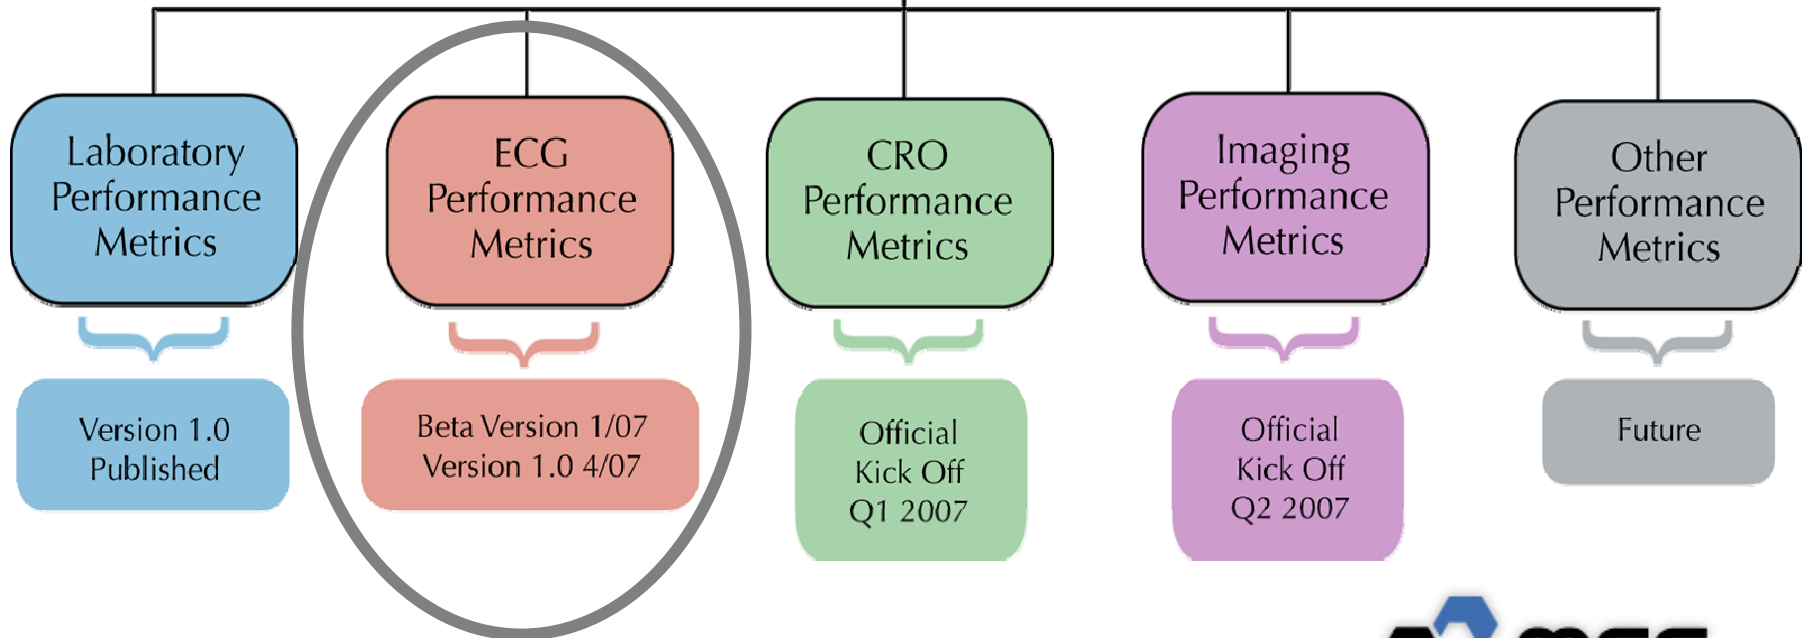 Laboratory
Performance
Metrics
ECG
Performance
Metrics
CRO
Performance
Metrics
Imaging
Performance
Metrics
Other
Performance
Metrics
Version 1.0
Published
Beta Version 1/07
Version 1.0 4/07
Official
Kick Off
Q1 2007
Official
Kick Off
Q2 2007
Future